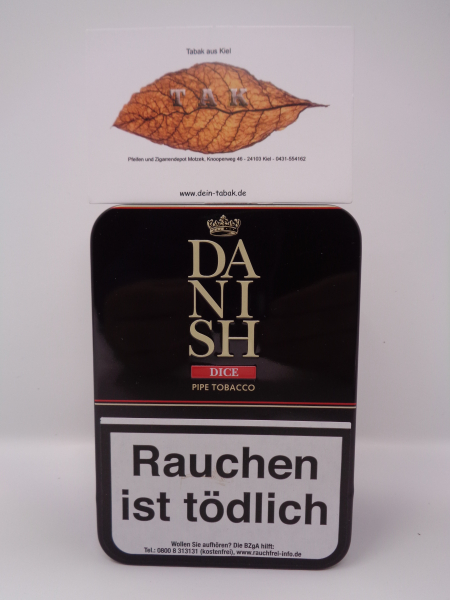 Tabak aus Kiel
TAK
Pfeifen und Zigarrendepot Motzek, Knooperweg 46 - 24103 Kiel - 0431-554162
www.dein-tabak.de
DA
NI
SH
DICE
PIPE TOBACCO
Rauchen
ist tödlich
Wollen Sie aufhören? Die BZgA hilft:
Tel.: 0800 8 313131 (kostenfrei), www.rauchfrei-info.de